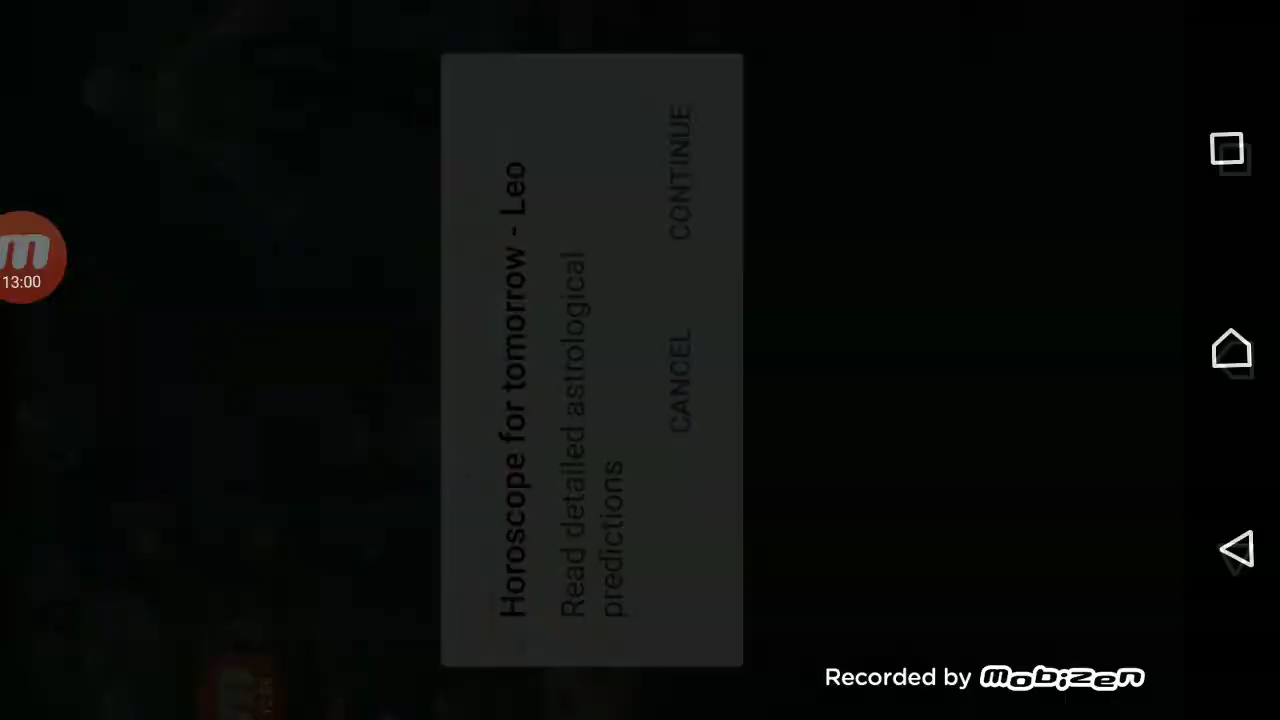 Horoscope for tomorrow - Leo
Read detailed astrological
predictions
CANCEL CONTINUE
m
13:00
Recorded by mobizen